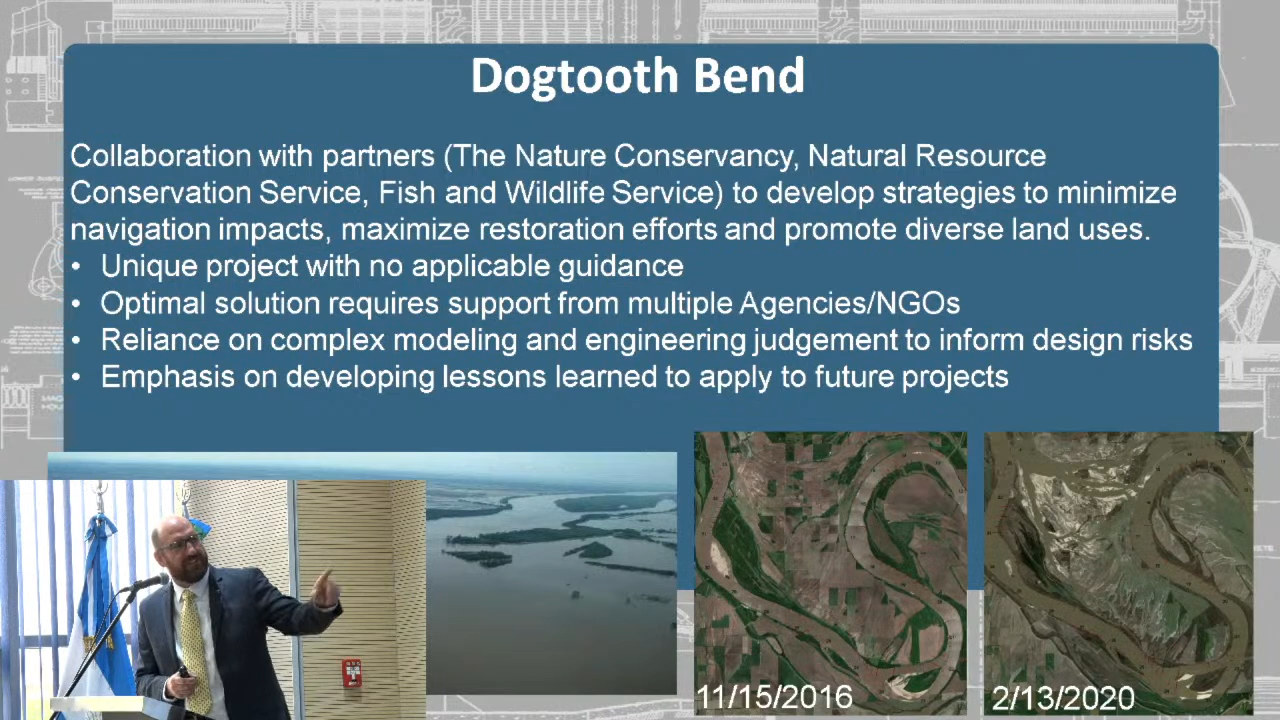 Dogtooth Bend
Collaboration with partners (The Nature Conservancy, Natural Resource
Conservation Service, Fish and Wildlife Service) to develop strategies to minimize
navigation impacts, maximize restoration efforts and promote diverse land uses.
• Unique project with no applicable guidance
• Optimal solution requires support from multiple Agencies/NGOs
• Reliance on complex modeling and engineering judgement to inform design risks
• Emphasis on developing lessons learned to apply to future projects
11/15/2016
2/13/2020